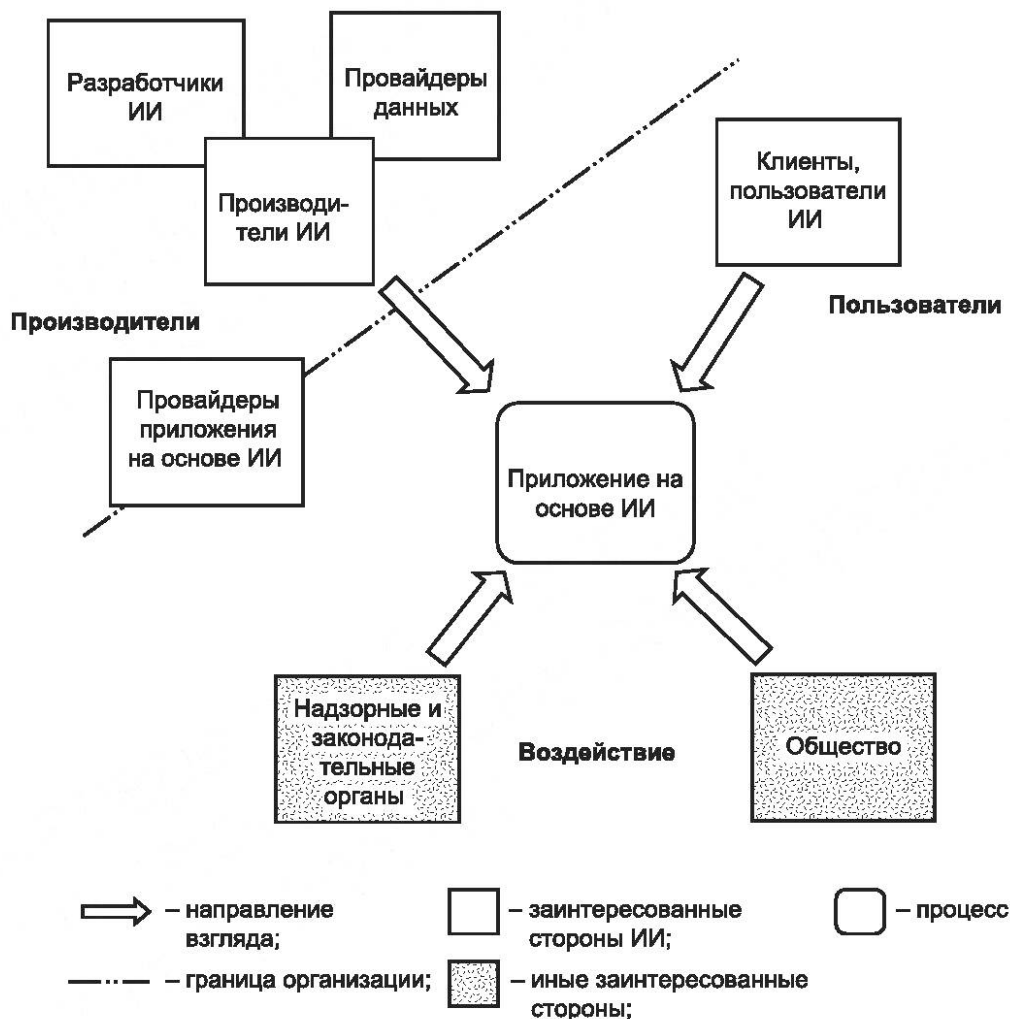 Разработчики
ИИ
Провайдеры
данных
Производи-
тели ИИ
Клиенты,
пользователи
ИИ
Производители
Пользователи
Провайдеры
приложения
на основе ИИ
Приложение на
основе ИИ
Надзорные и
законода-
тельные
органы
Воздействие
Общество
– направление
взгляда;
– заинтересованные
стороны ИИ;
– процесс
– граница организации;
– иные заинтересованные
стороны;